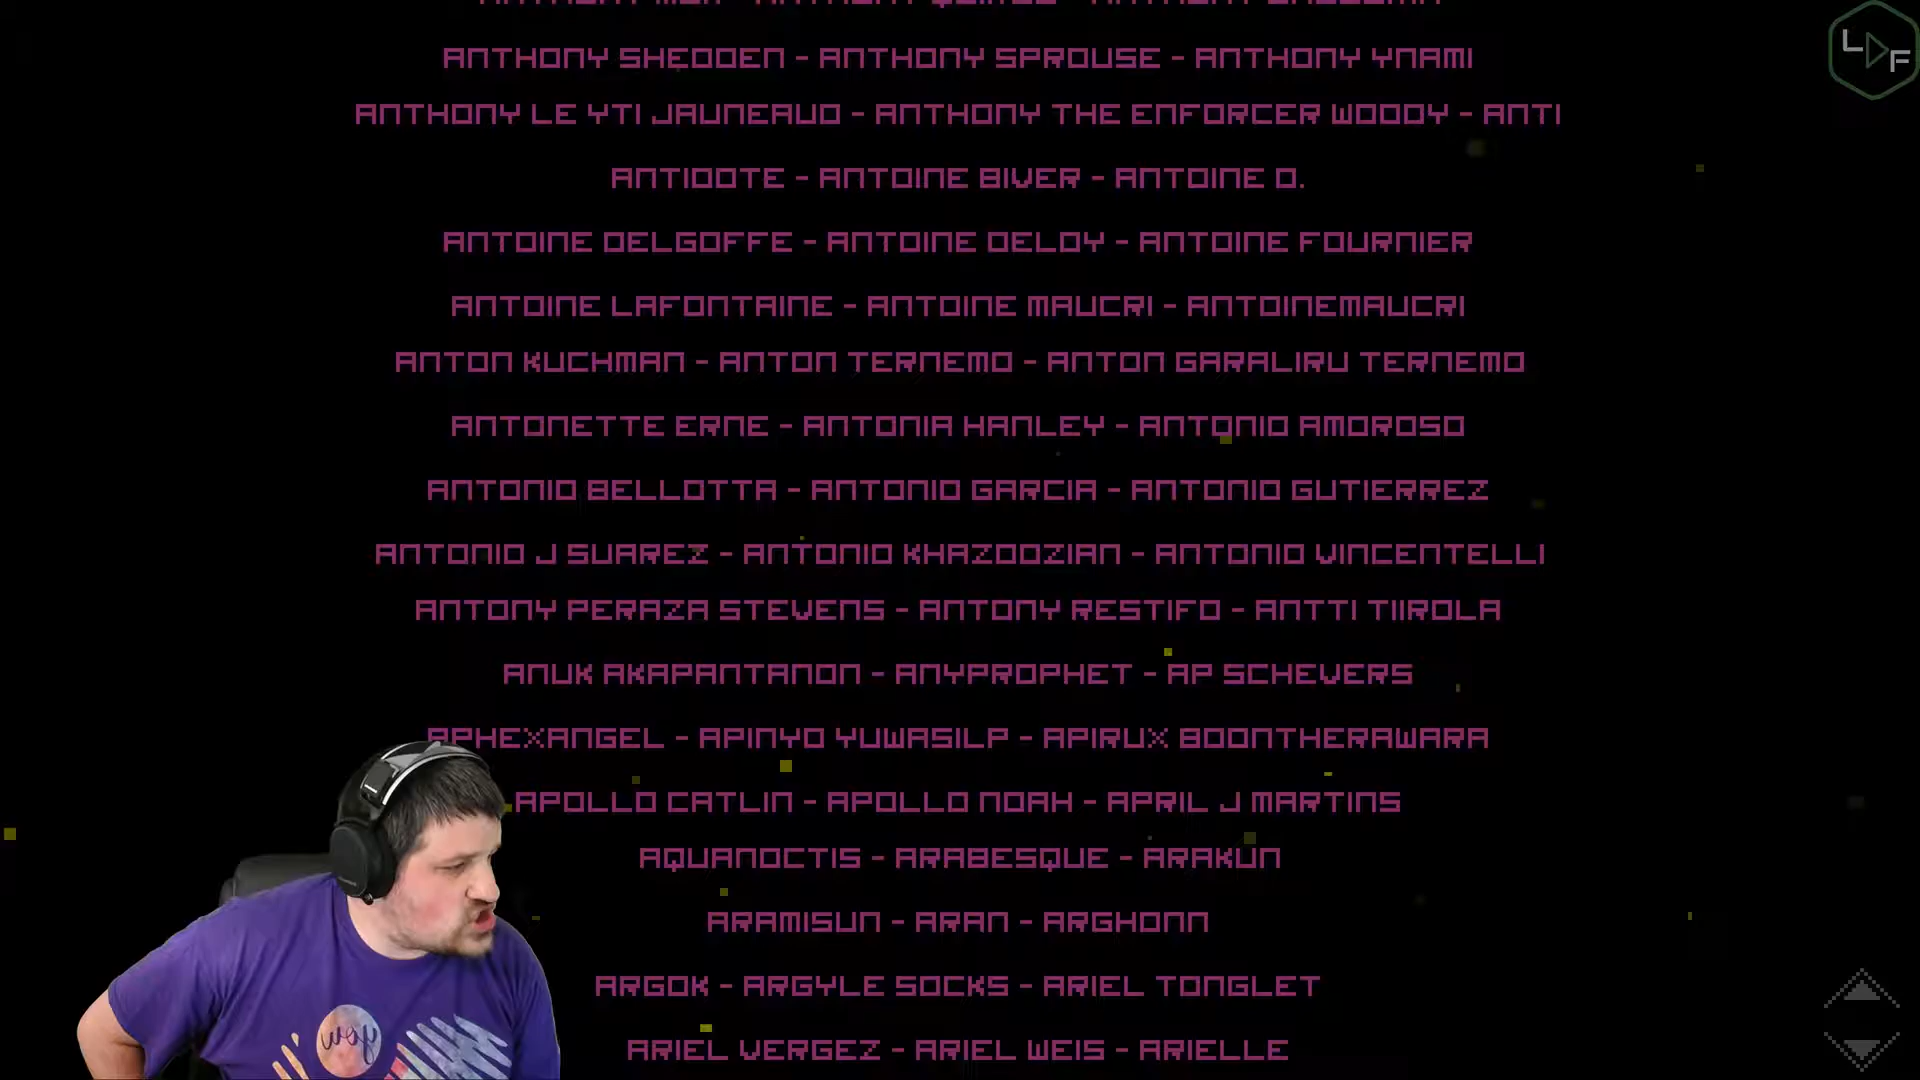 ANTHONY SHEDDEN - ANTHONY SPROUSE - ANTHONY YNAMI
ANTHONY LE YTI JAUNEAUD - ANTHONY THE ENFORCER WOODY - ANTI
ANTIDOTE - ANTOINE BIVER - ANTOINE D.
ANTOINE DELGOFFE - ANTOINE DELOY - ANTOINE FOURNIER
ANTOINE LAFONTAINE - ANTOINE MAUCRI - ANTOINEMAUCRI
ANTON KUCHMAN - ANTON TERNEMO - ANTON GARALIRU TERNEMO
ANTONETTE ERNE - ANTONIA HANLEY - ANTONIO AMOROSO
ANTONIO BELLOTTA - ANTONIO GARCIA - ANTONIO GUTIERREZ
ANTONIO J SUAREZ - ANTONIO KHAZOOZIAN - ANTONIO VINCENTELLI
ANTONY PERAZA STEVENS - ANTONY RESTIFO - ANTTI TIIROLA
ANUK AKAPANTANON - ANYPROPHET - AP SCHEVERS
APHEXANGEL - APINYO YUWASILP - APIRUX BOONTHERAWARA
APOLLO CATLIN - APOLLO NOAH - APRIL J MARTINS
AQUANOCTIS - ARABESQUE - ARAKUN
ARAMISUN - ARAN - ARGHONN
ARGOK - ARGYLE SOCKS - ARIEL TONGLET
ARIEL VERGEZ - ARIEL WEIS - ARIELLE
L F